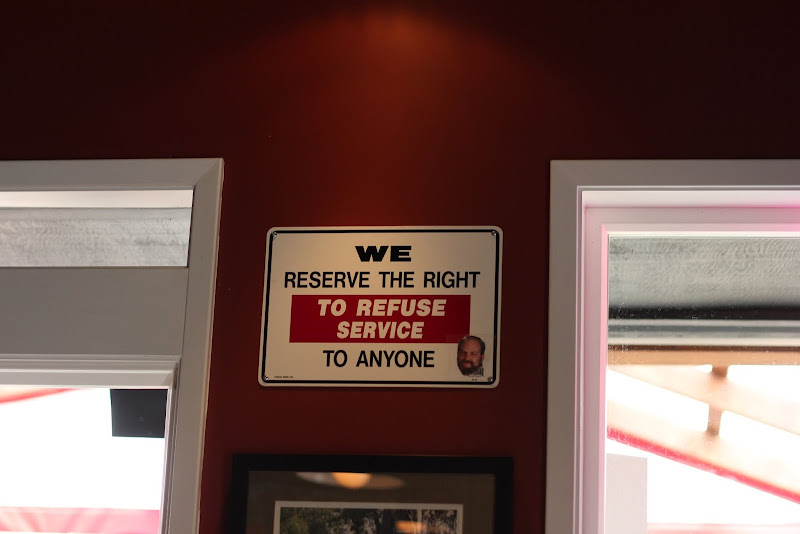 WE
RESERVE THE RIGHT
TO REFUSE
SERVICE
TO ANYONE